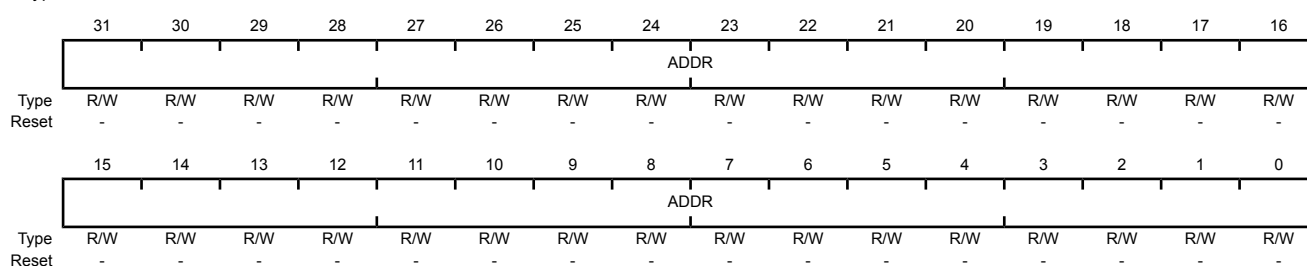 31 30 29 28 27 26 25 24 23 22 21 20 19 18 17 16
ADDR
Type R/W R/W R/W R/W R/W R/W R/W R/W R/W R/W R/W R/W R/W R/W R/W R/W
Reset - - - - - - - - - - - - - - - -
15 14 13 12 11 10 9 8 7 6 5 4 3 2 1 0
ADDR
Type R/W R/W R/W R/W R/W R/W R/W R/W R/W R/W R/W R/W R/W R/W R/W R/W
Reset - - - - - - - - - - - - - - - -